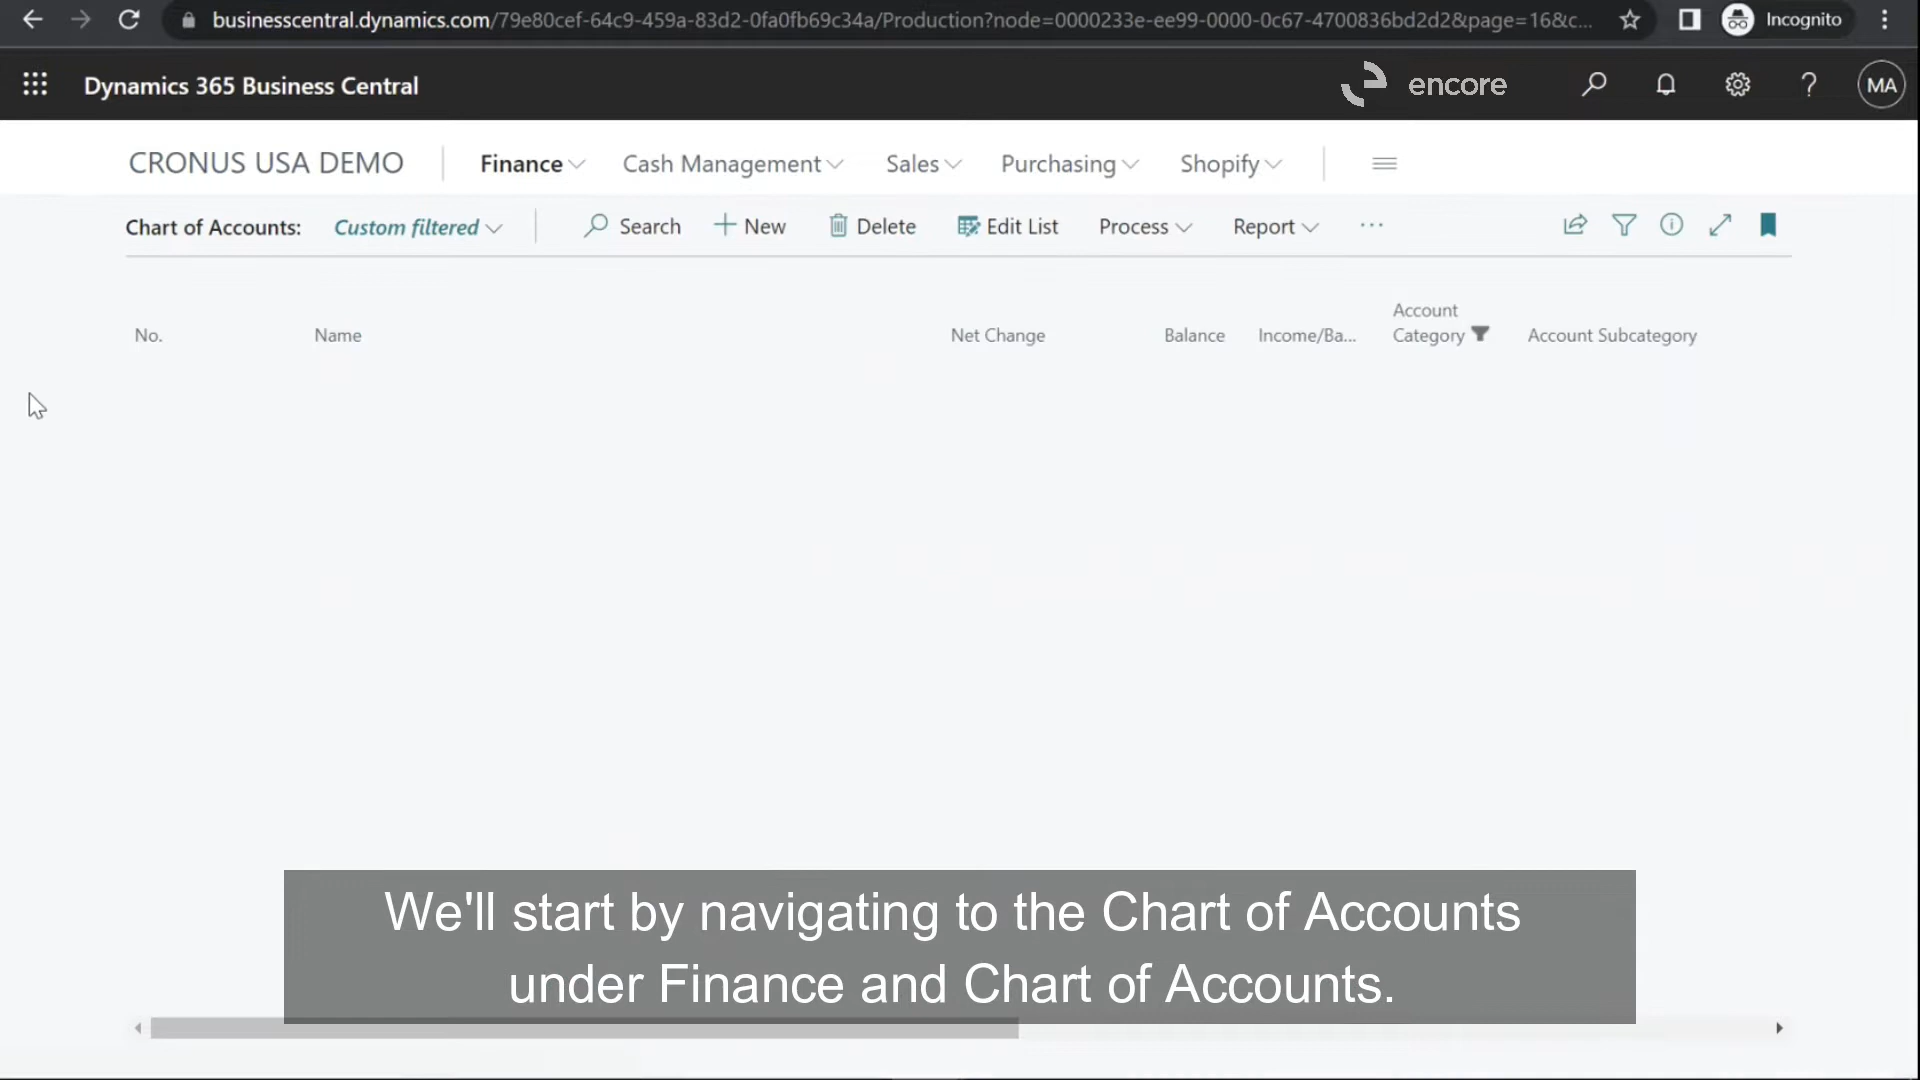 businesscentral.dynamics.com/79e80cef-64c9-459a-83d2-0fa0fb69c34a/Production?node=0000233e-ee99-0000-0c67-4700836bd2d2&page=16&c...
Incognito
Dynamics 365 Business Central
encore
MA
CRONUS USA DEMO
Finance
Cash Management
Sales
Purchasing
Shopify
Chart of Accounts:
Custom filtered
Search
New
Delete
Edit List
Process
Report
...
No.
Name
Net Change
Balance
Income/Ba...
Account
Category
Account Subcategory
We'll start by navigating to the Chart of Accounts
under Finance and Chart of Accounts.